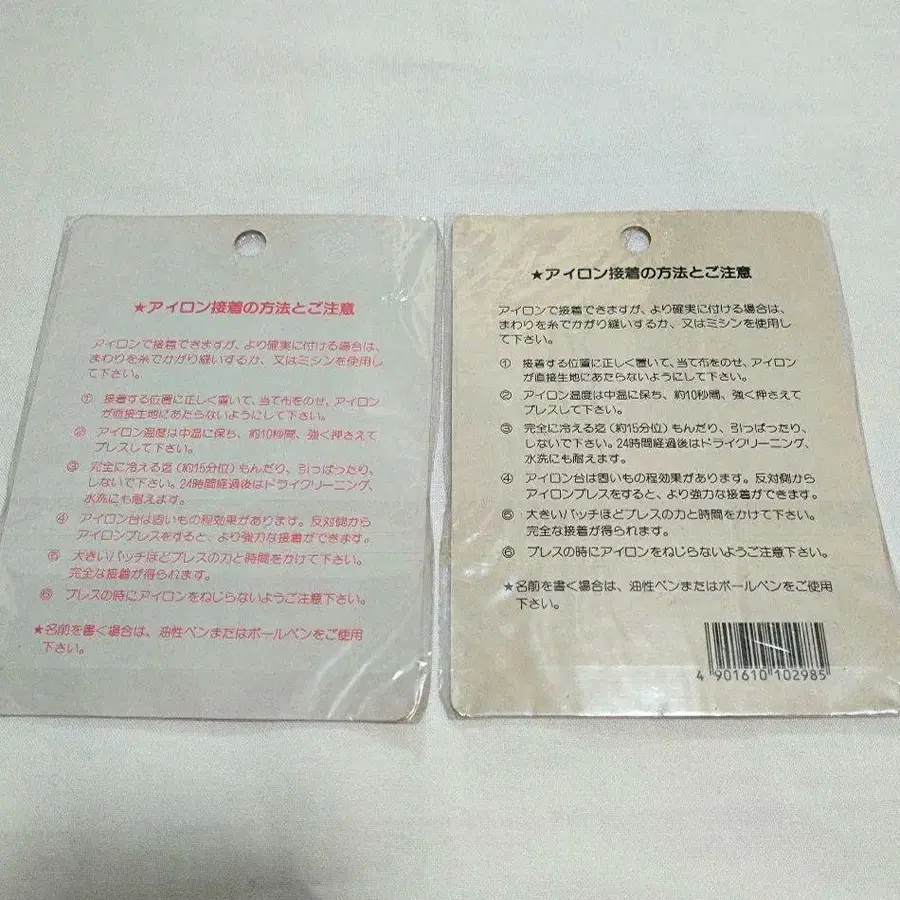 ★アイロン接着の方法とご注意
アイロンで接着できますが、より確実に付ける場合は、
まわりを糸でかがり縫いするか、又はミシンを使用し
て下さい。
① 接着する位置に正しく置いて、当て布をのせ、アイロン
が直接生地にあたらないようにして下さい。
② アイロン温度は中温に保ち、約10秒間、強く押さえて
プレスして下さい。
③ 完全に冷える迄(約15分位)もんだり、引っぱったり、
しないで下さい。24時間経過後はドライクリーニング、
水洗にも耐えます。
④ アイロン台は固いもの程効果があります。反対側から
アイロンプレスをすると、より強力な接着ができます。
⑤ 大きいパッチほどプレスの力と時間をかけて下さい。
完全な接着が得られます。
⑥ プレスの時にアイロンをねじらないようご注意下さい。
★名前を書く場合は、油性ペンまたはボールペンをご使用
下さい。
★アイロン接着の方法とご注意
アイロンで接着できますが、より確実に付ける場合は、
まわりを糸でかがり縫いするか、又はミシンを使用し
て下さい。
① 接着する位置に正しく置いて、当て布をのせ、アイロン
が直接生地にあたらないようにして下さい。
② アイロン温度は中温に保ち、約10秒間、強く押さえて
プレスして下さい。
③ 完全に冷える迄(約15分位)もんだり、引っぱったり、
しないで下さい。24時間経過後はドライクリーニング、
水洗にも耐えます。
④ アイロン台は固いもの程効果があります。反対側から
アイロンプレスをすると、より強力な接着ができます。
⑤ 大きいパッチほどプレスの力と時間をかけて下さい。
完全な接着が得られます。
⑥ プレスの時にアイロンをねじらないようご注意下さい。
★名前を書く場合は、油性ペンまたはボールペンをご使用
下さい。
4 901610 102985